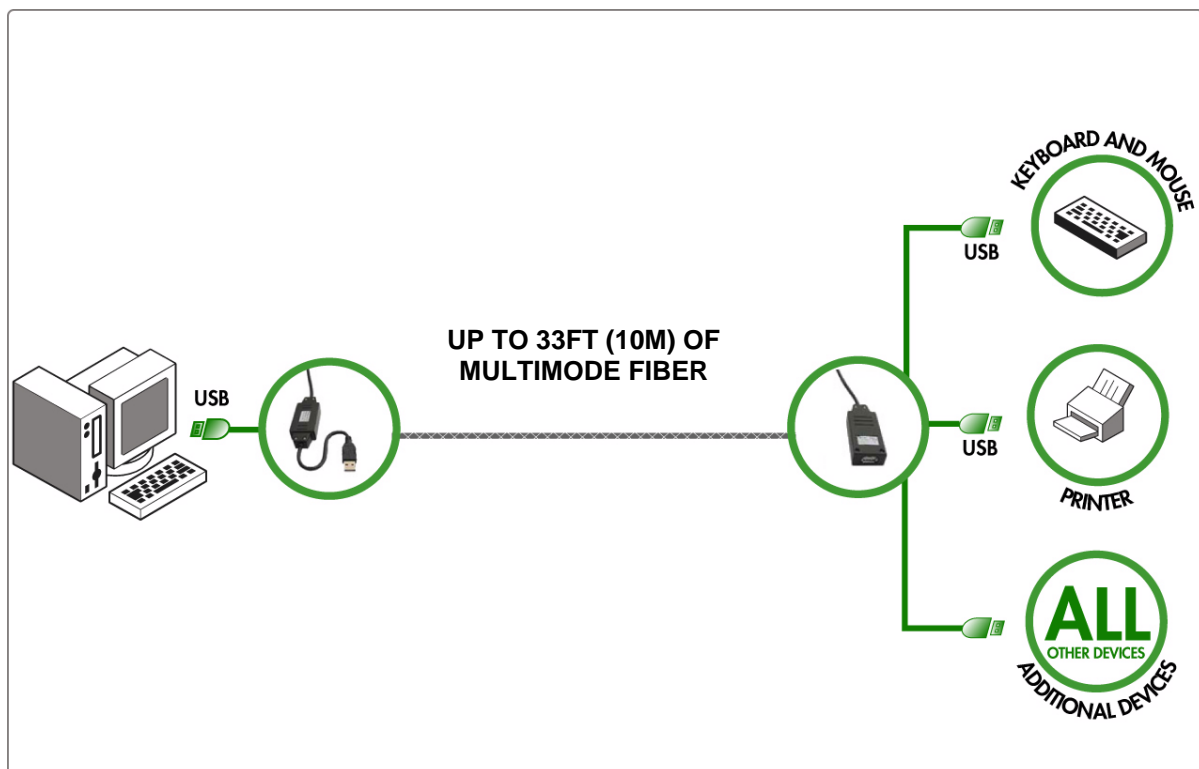 KEYBOARD AND MOUSE
USB
UP TO 33FT (10M) OF
MULTIMODE FIBER
USB
USB
PRINTER
ALL
OTHER DEVICES
ADDITIONAL DEVICES